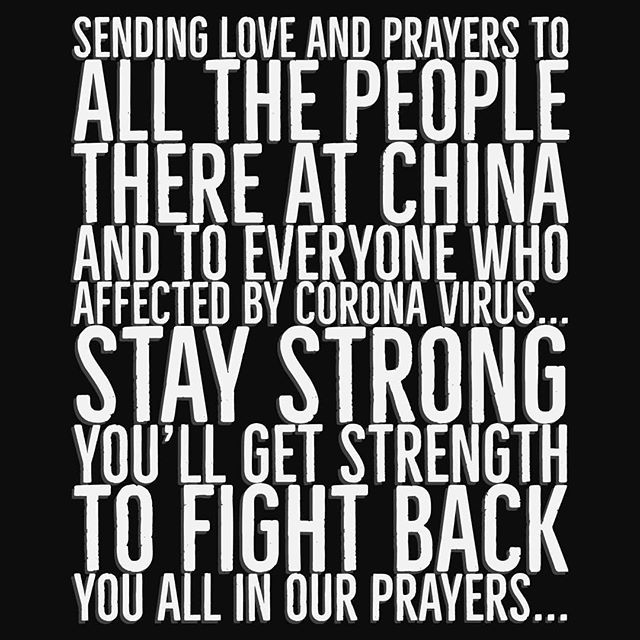 SENDING LOVE AND PRAYERS TO
ALL THE PEOPLE
THERE AT CHINA
AND TO EVERYONE WHO
AFFECTED BY CORONA VIRUS...
STAY STRONG
YOU'LL GET STRENGTH
TO FIGHT BACK
YOU ALL IN OUR PRAYERS...